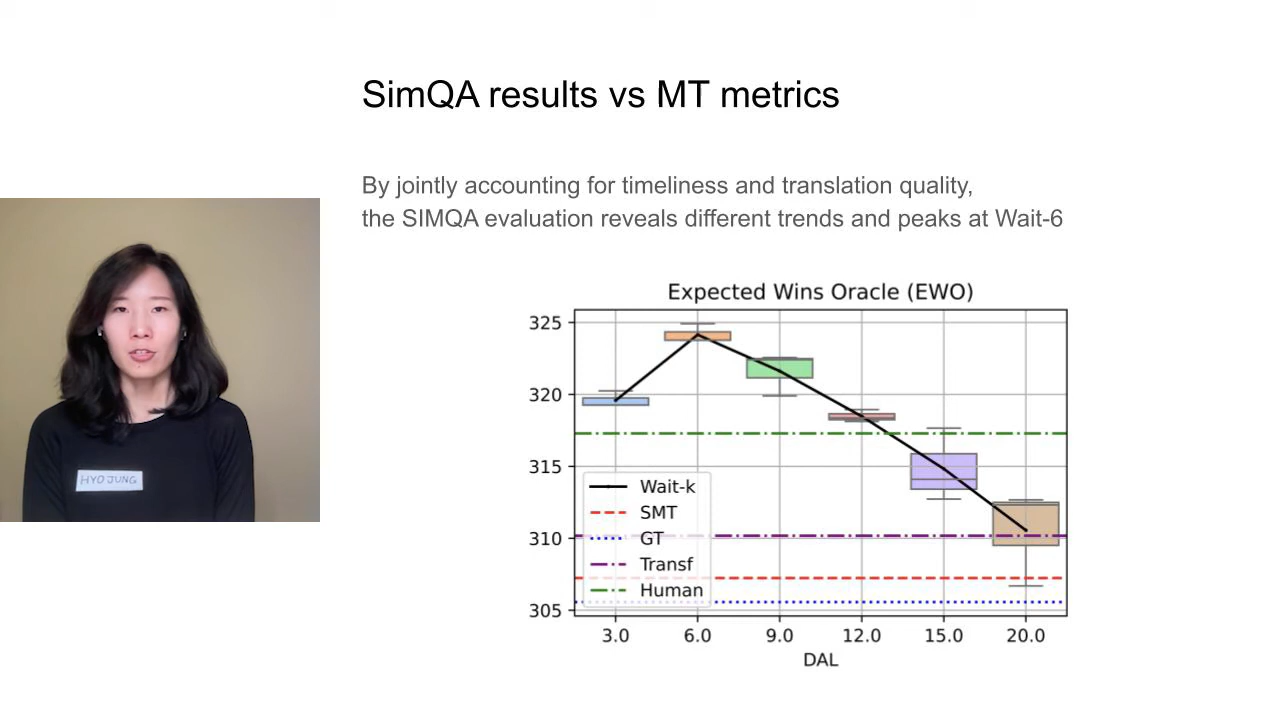 SimQA results vs MT metrics
By jointly accounting for timeliness and translation quality,
the SIMQA evaluation reveals different trends and peaks at Wait-6
HYOJUNG
Expected Wins Oracle (EWO)
325
320
315
310
305
Wait-k
SMT
GT
Transf
Human
3.0 6.0 9.0 12.0 15.0 20.0
DAL